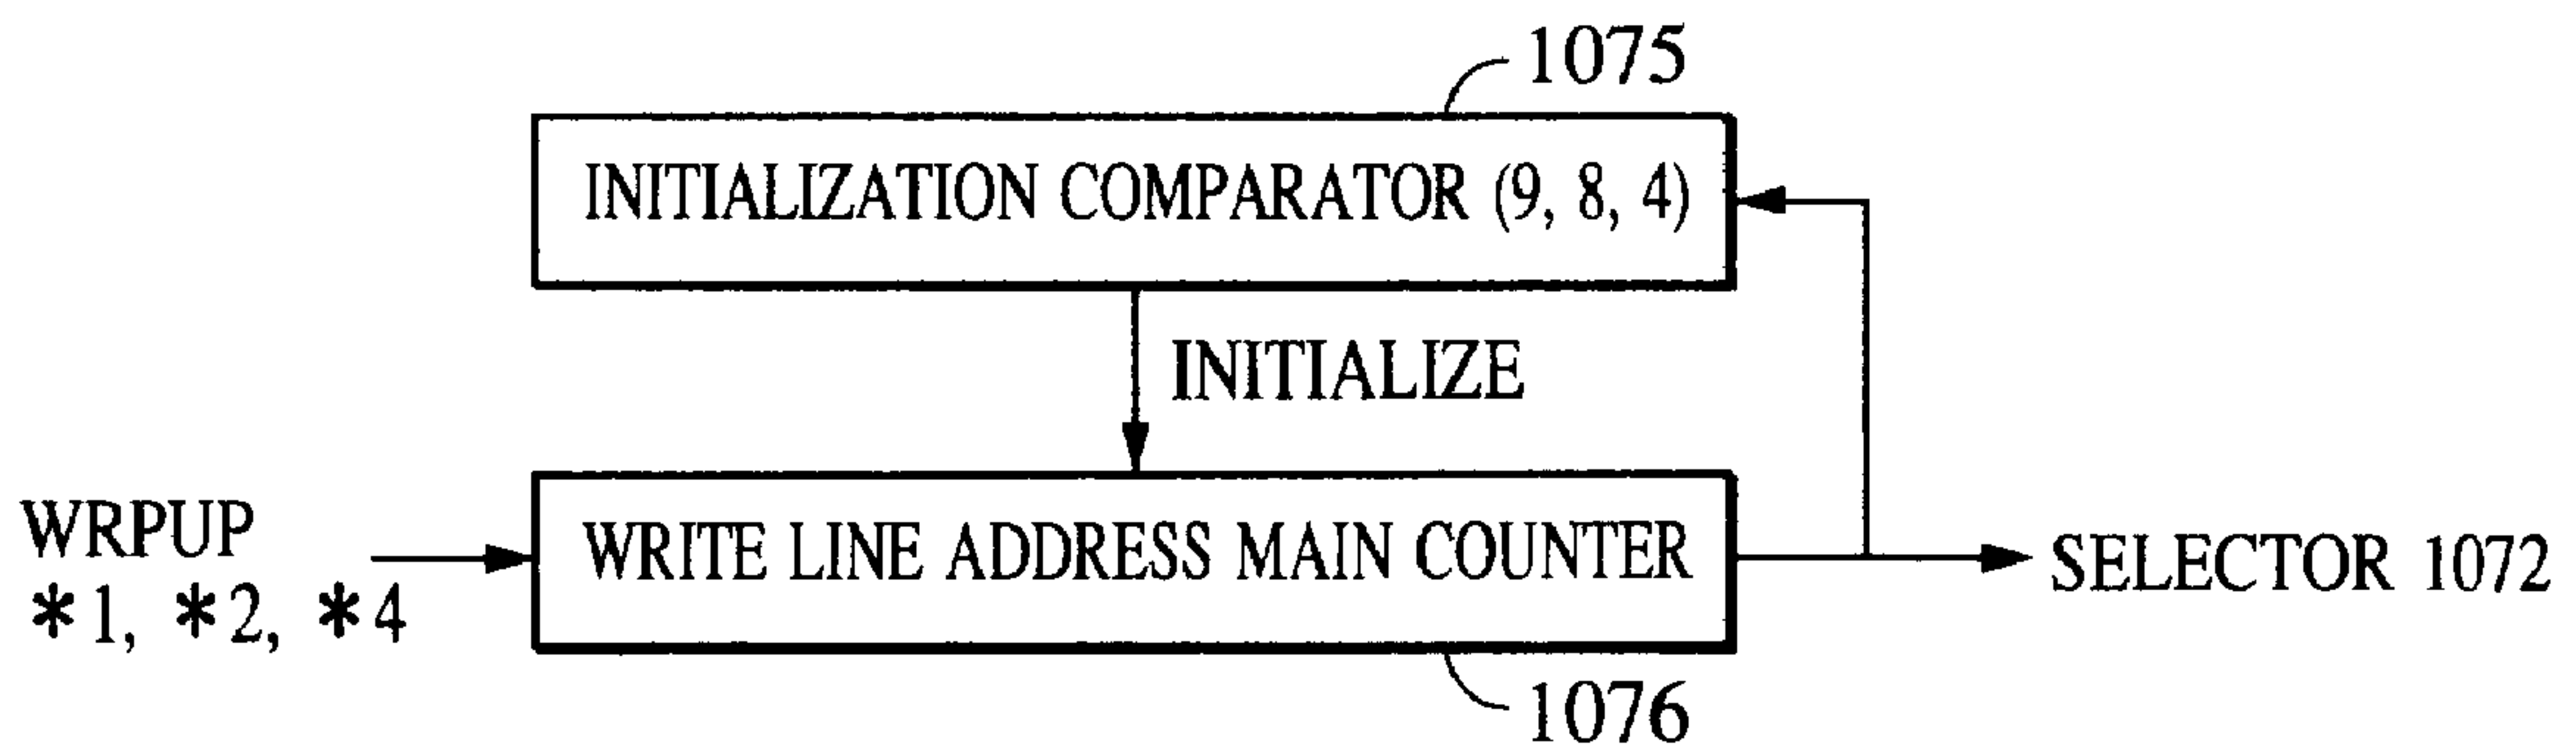 1075
INITIALIZATION COMPARATOR (9, 8, 4)
INITIALIZE
WRPUP
*1, *2, *4
WRITE LINE ADDRESS MAIN COUNTER
SELECTOR 1072
1076